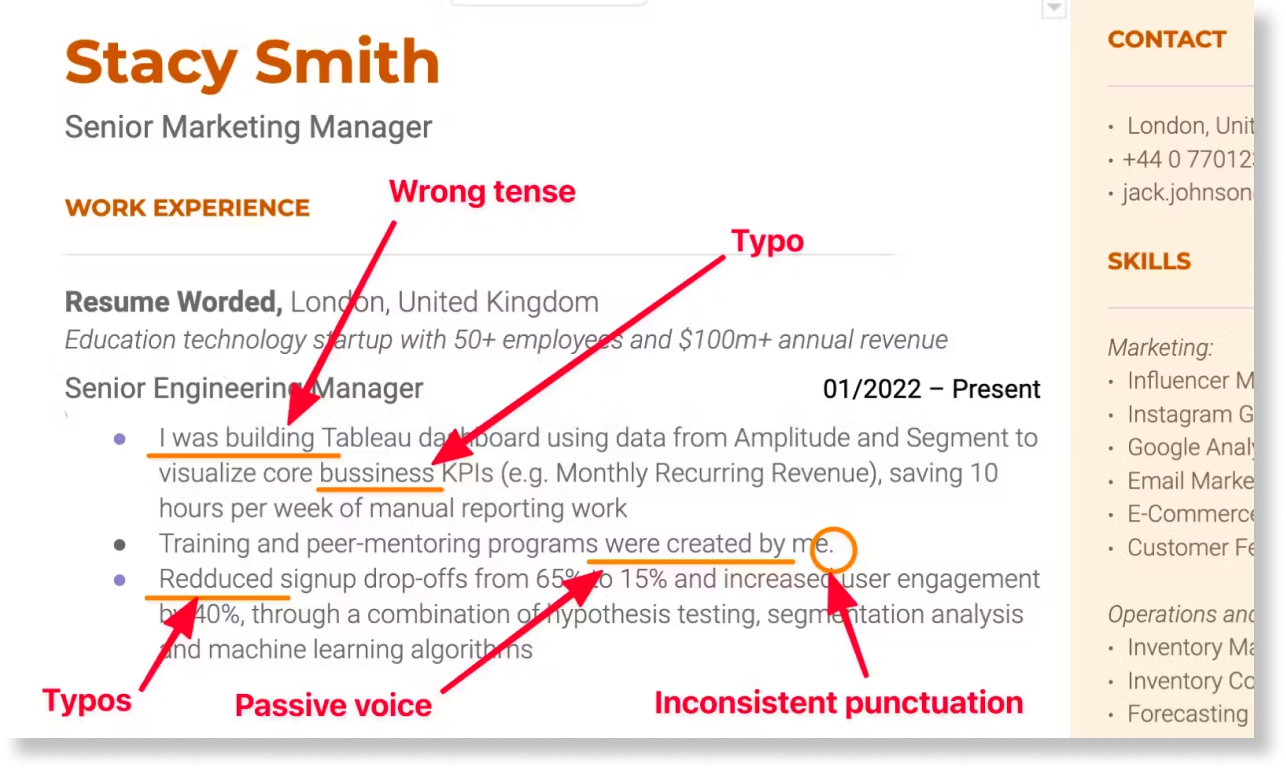 Stacy Smith
Senior Marketing Manager
Wrong tense
WORK EXPERIENCE
Typo
Resume Worded, London, United Kingdom
Education technology startup with 50+ employees and $100m+ annual revenue
Senior Engineering Manager 01/2022 – Present
• I was building Tableau dashboard using data from Amplitude and Segment to
visualize core bussiness KPIs (e.g. Monthly Recurring Revenue), saving 10
hours per week of manual reporting work
• Training and peer-mentoring programs were created by me.
• Redduced signup drop-offs from 65% to 15% and increased user engagement
by 40%, through a combination of hypothesis testing, segmentation analysis
and machine learning algorithms
Typos
Passive voice
Inconsistent punctuation
CONTACT
• London, Unit
• +44 0 77012
• jack.johnson
SKILLS
Marketing:
• Influencer M
• Instagram G
• Google Analy
• Email Marke
• E-Commerce
• Customer Fe
Operations and
• Inventory Ma
• Inventory Co
• Forecasting